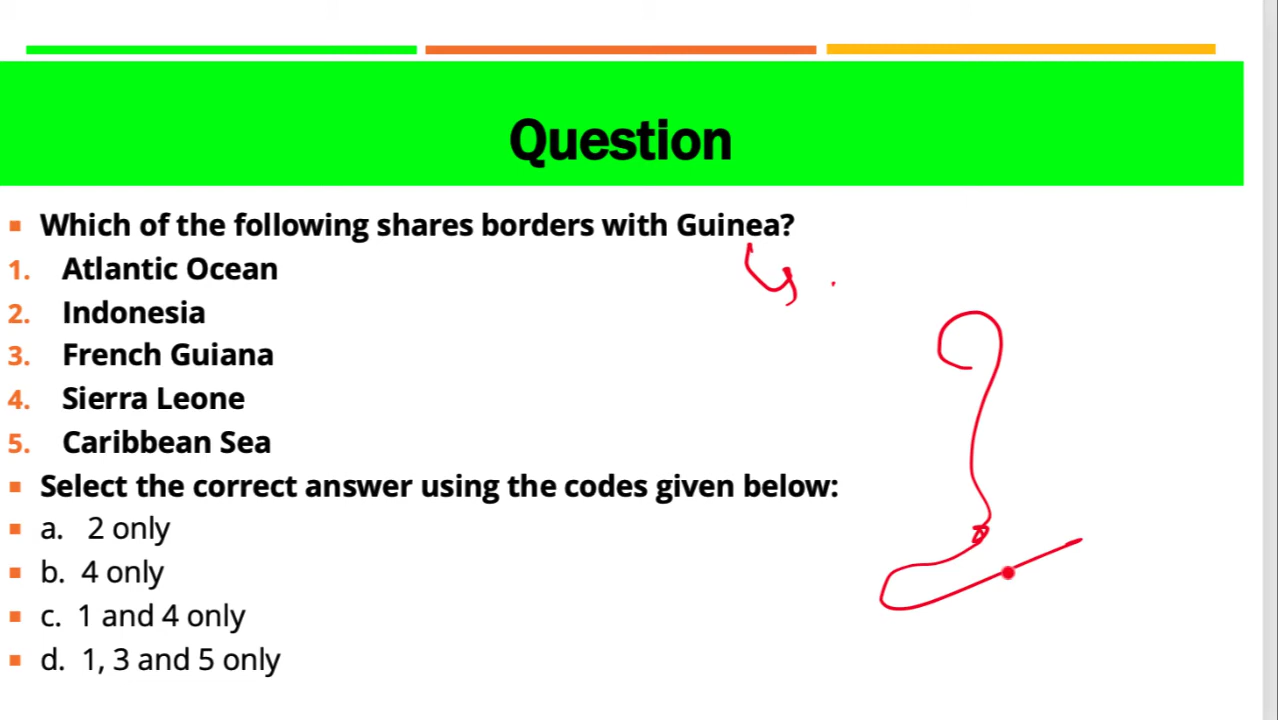 Question
Which of the following shares borders with Guinea?
1. Atlantic Ocean
2. Indonesia
3. French Guiana
4. Sierra Leone
5. Caribbean Sea
Select the correct answer using the codes given below:
a. 2 only
b. 4 only
c. 1 and 4 only
d. 1, 3 and 5 only